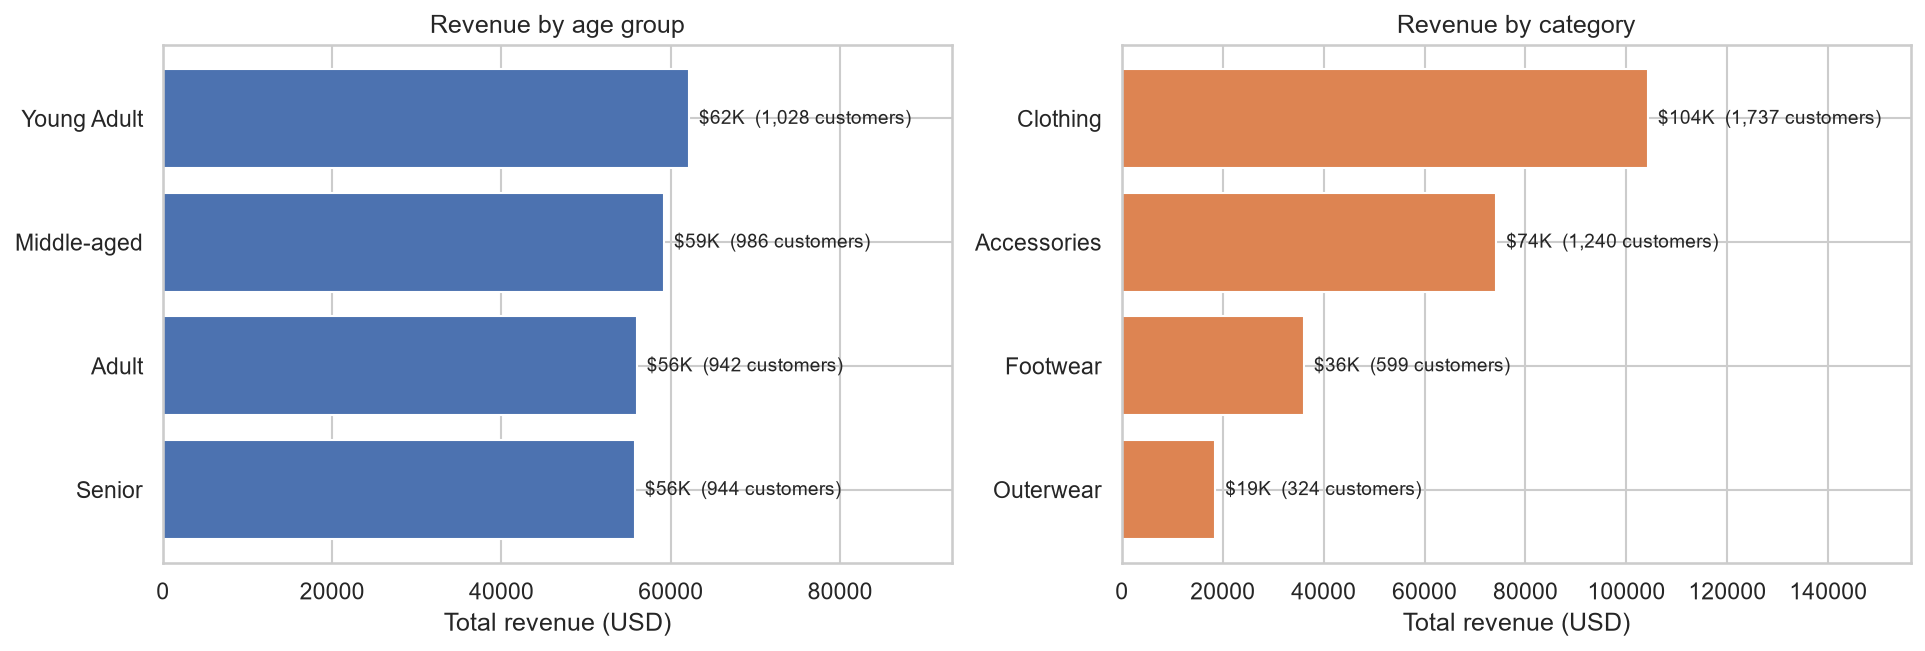 Revenue by age group
Young Adult
$62K (1,028 customers)
Middle-aged
$59K (986 customers)
Adult
$56K (942 customers)
Senior
$56K (944 customers)
0 20000 40000 60000 80000
Total revenue (USD)
Revenue by category
Clothing
$104K (1,737 customers)
Accessories
$74K (1,240 customers)
Footwear
$36K (599 customers)
Outerwear
$19K (324 customers)
0 20000 40000 60000 80000 100000 120000 140000
Total revenue (USD)